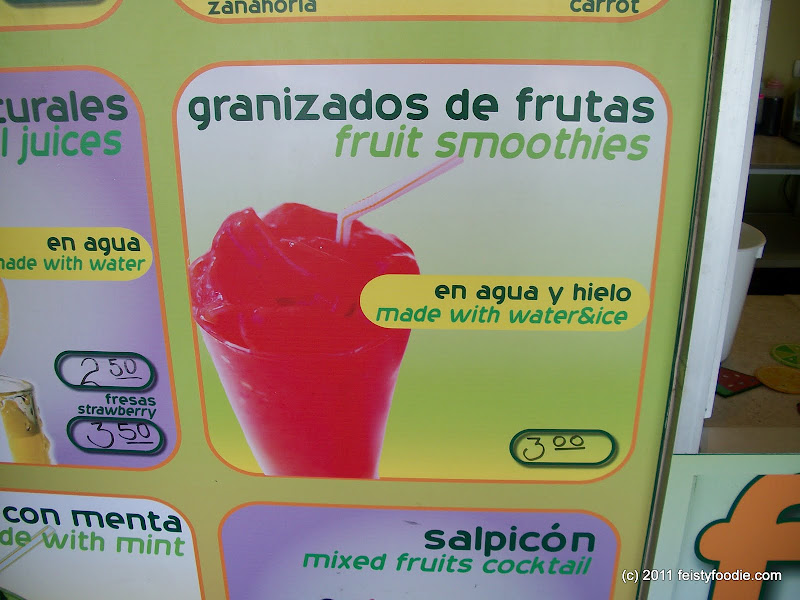 zanahoria
carrot
turales
l juices
granizados de frutas
fruit smoothies
en agua
made with water
en agua y hielo
made with water&ice
2 50
fresas
strawberry
3 50
3 00
con menta
de with mint
salpicón
mixed fruits cocktail
(c) 2011 feistyfoodie.com